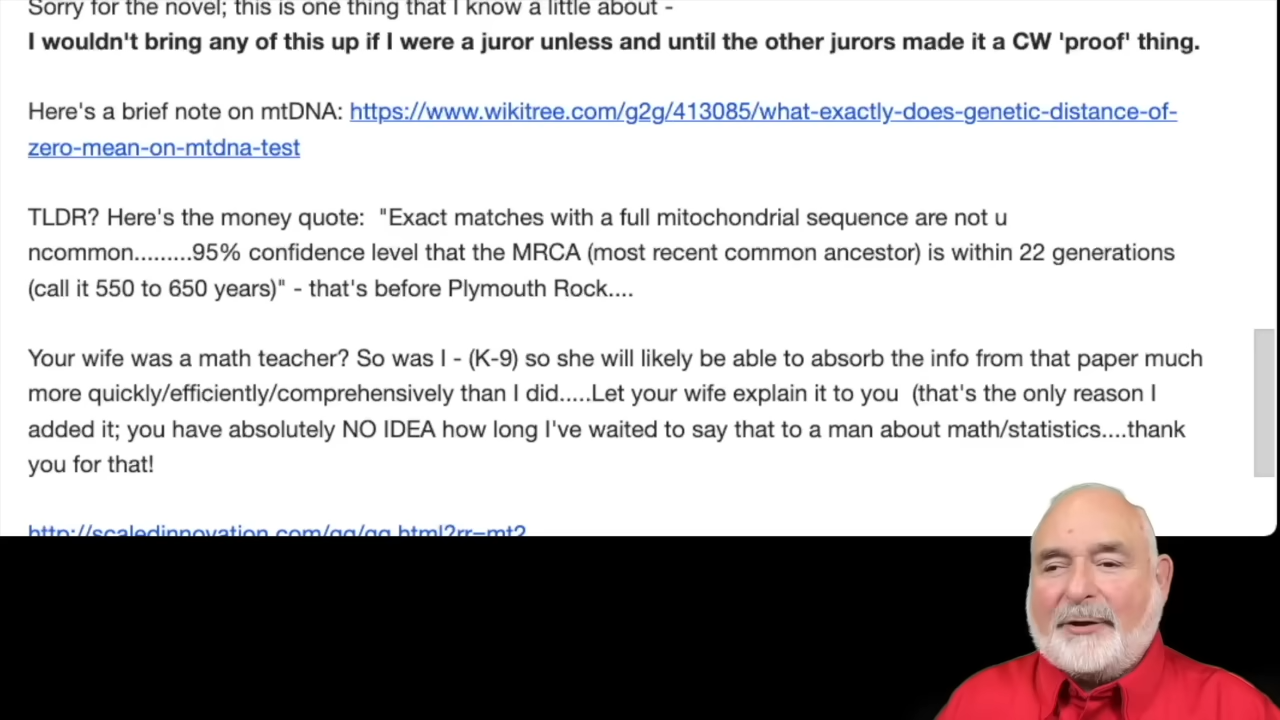 Sorry for the novel; this is one thing that I know a little about -
I wouldn't bring any of this up if I were a juror unless and until the other jurors made it a CW 'proof' thing.
Here's a brief note on mtDNA: https://www.wikitree.com/g2g/413085/what-exactly-does-genetic-distance-of-
zero-mean-on-mtdna-test
TLDR? Here's the money quote:  "Exact matches with a full mitochondrial sequence are not u
ncommon.........95% confidence level that the MRCA (most recent common ancestor) is within 22 generations
(call it 550 to 650 years)" - that's before Plymouth Rock....
Your wife was a math teacher? So was I - (K-9) so she will likely be able to absorb the info from that paper much
more quickly/efficiently/comprehensively than I did.....Let your wife explain it to you  (that's the only reason I
added it; you have absolutely NO IDEA how long I've waited to say that to a man about math/statistics....thank
you for that!
http://scaledinnovation.com/gg/gg.html?rr=mt2